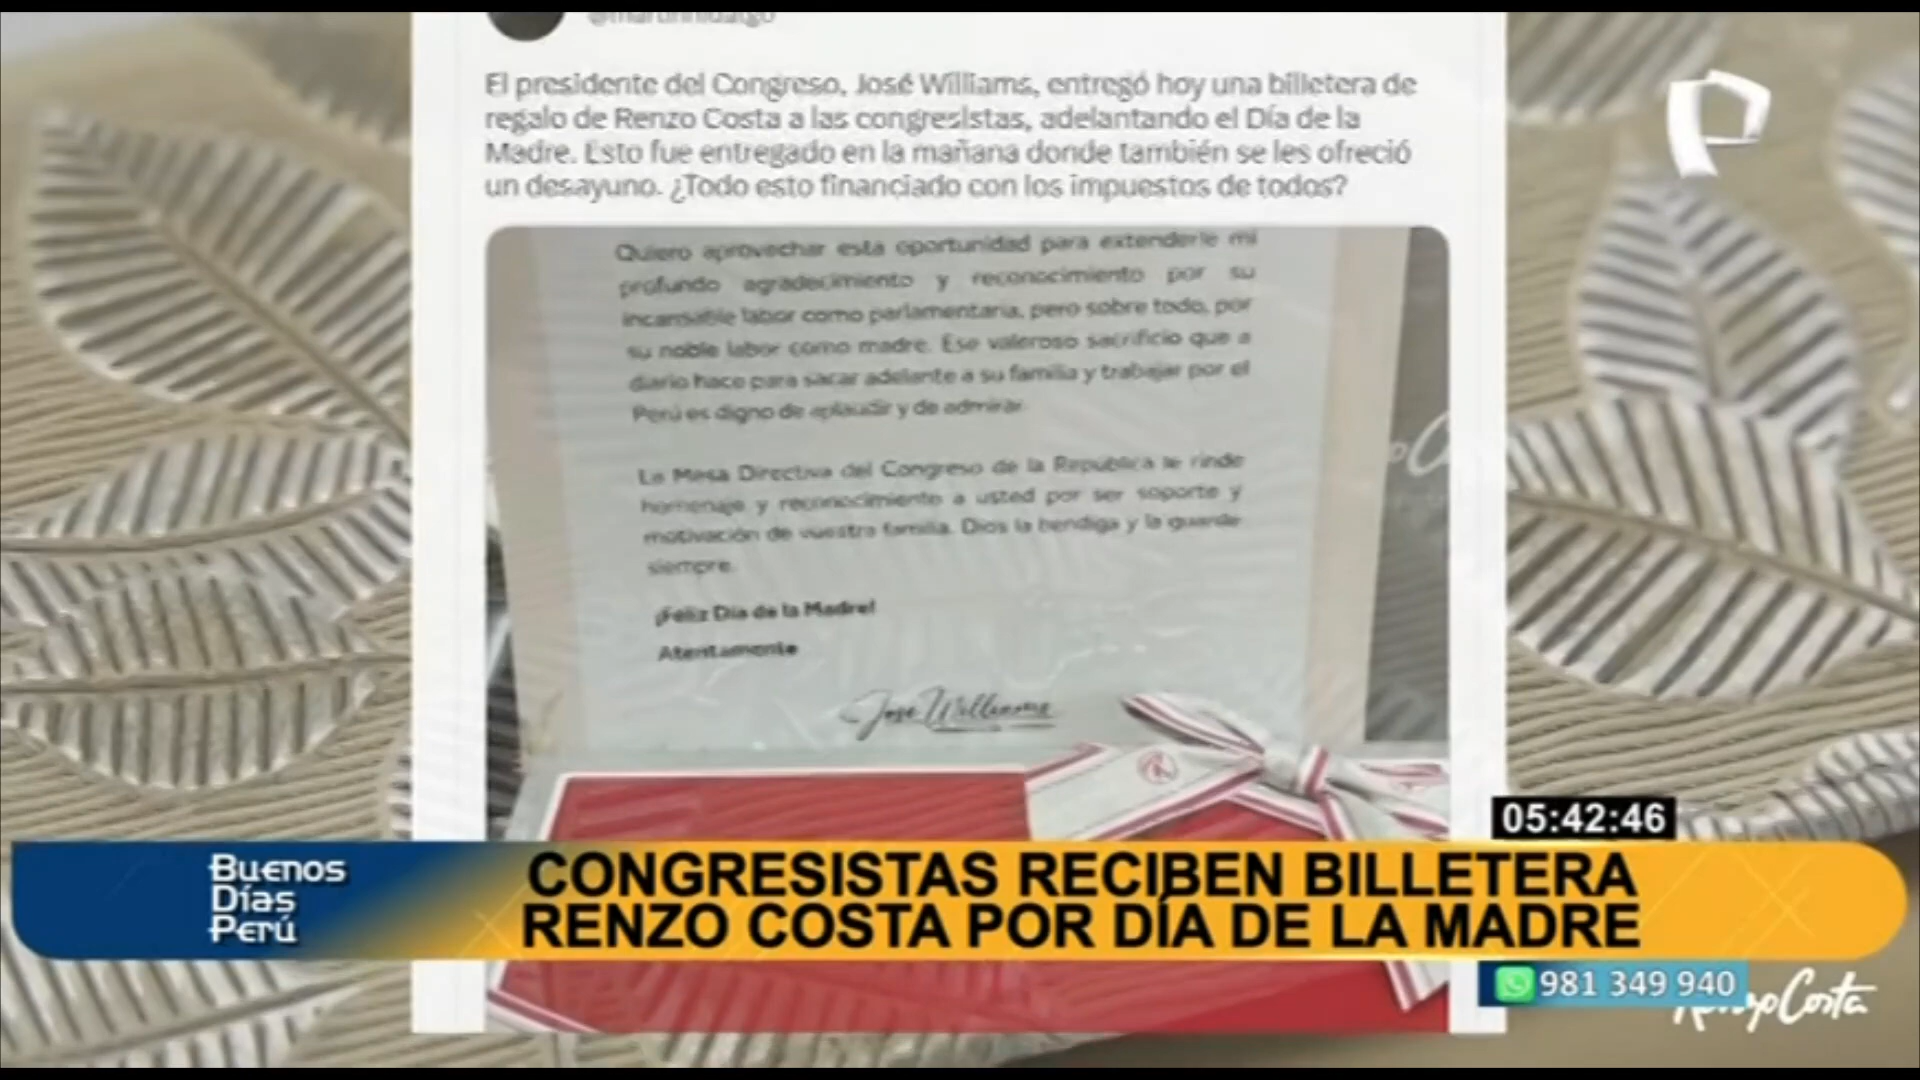 @martinhidalgo
El presidente del Congreso, José Williams, entregó hoy una billetera de
regalo de Renzo Costa a las congresistas, adelantando el Día de la
Madre. Esto fue entregado en la mañana donde también se les ofreció
un desayuno. ¿Todo esto financiado con los impuestos de todos?
Quiero aprovechar esta oportunidad para extenderle mi
profundo agradecimiento y reconocimiento por su
incansable labor como parlamentaria, pero sobre todo, por
su noble labor como madre. Ese valeroso sacrificio que a
diario hace para sacar adelante a su familia y trabajar por el
Perú es digno de aplaudir y de admirar.
La Mesa Directiva del Congreso de la República le rinde
homenaje y reconocimiento a usted por ser soporte y
motivación de vuestra familia. Dios la bendiga y la guarde
siempre.
¡Feliz Día de la Madre!
Atentamente
José Williams
05:42:46
Buenos
Días
Perú
CONGRESISTAS RECIBEN BILLETERA
RENZO COSTA POR DÍA DE LA MADRE
981 349 940
Costa